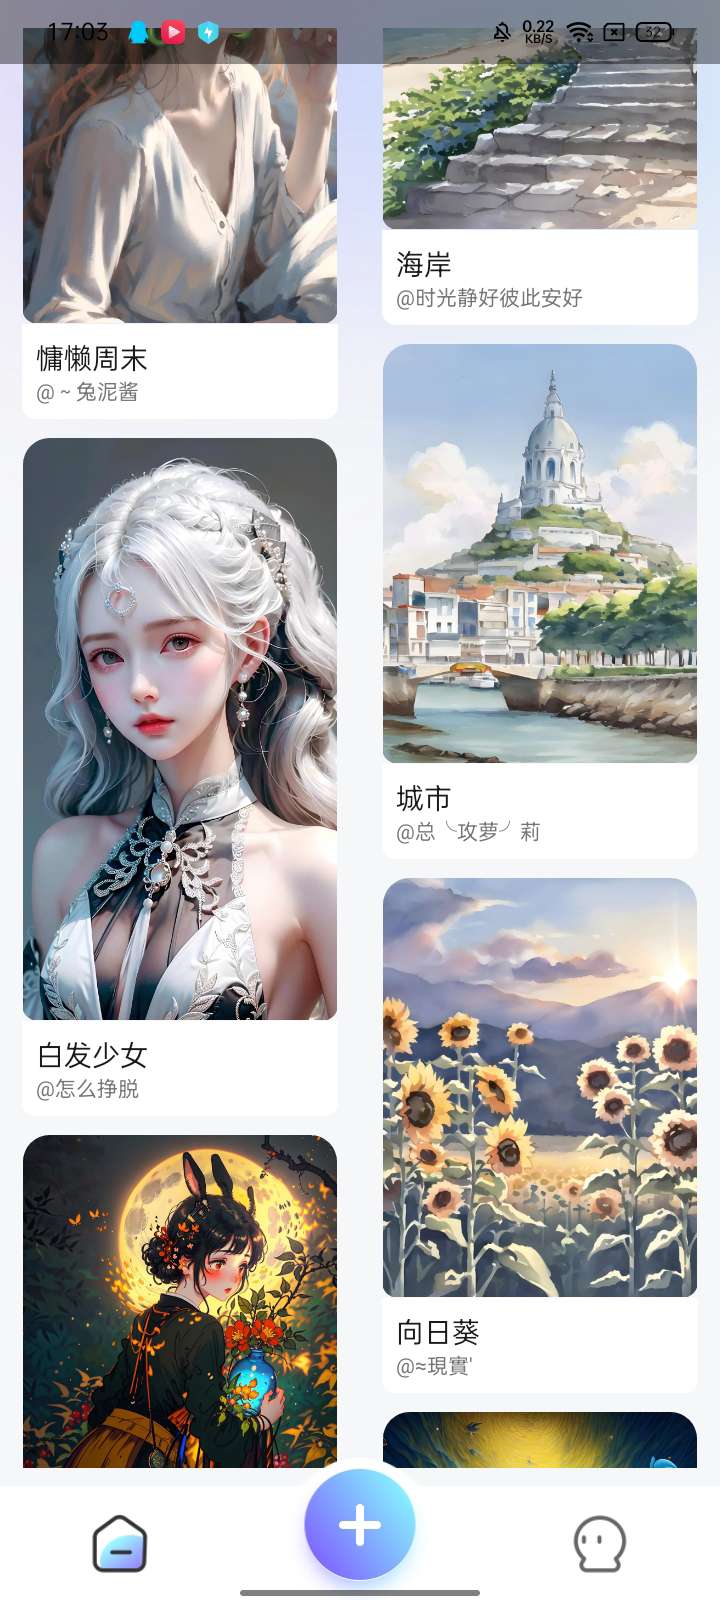 17:03
0.22
KB/S
32
慵懒周末
@ ~ 兔泥酱
海岸
@时光静好彼此安好
白发少女
@怎么挣脱
城市
@总╰攻萝╯莉
向日葵
@≈現實'